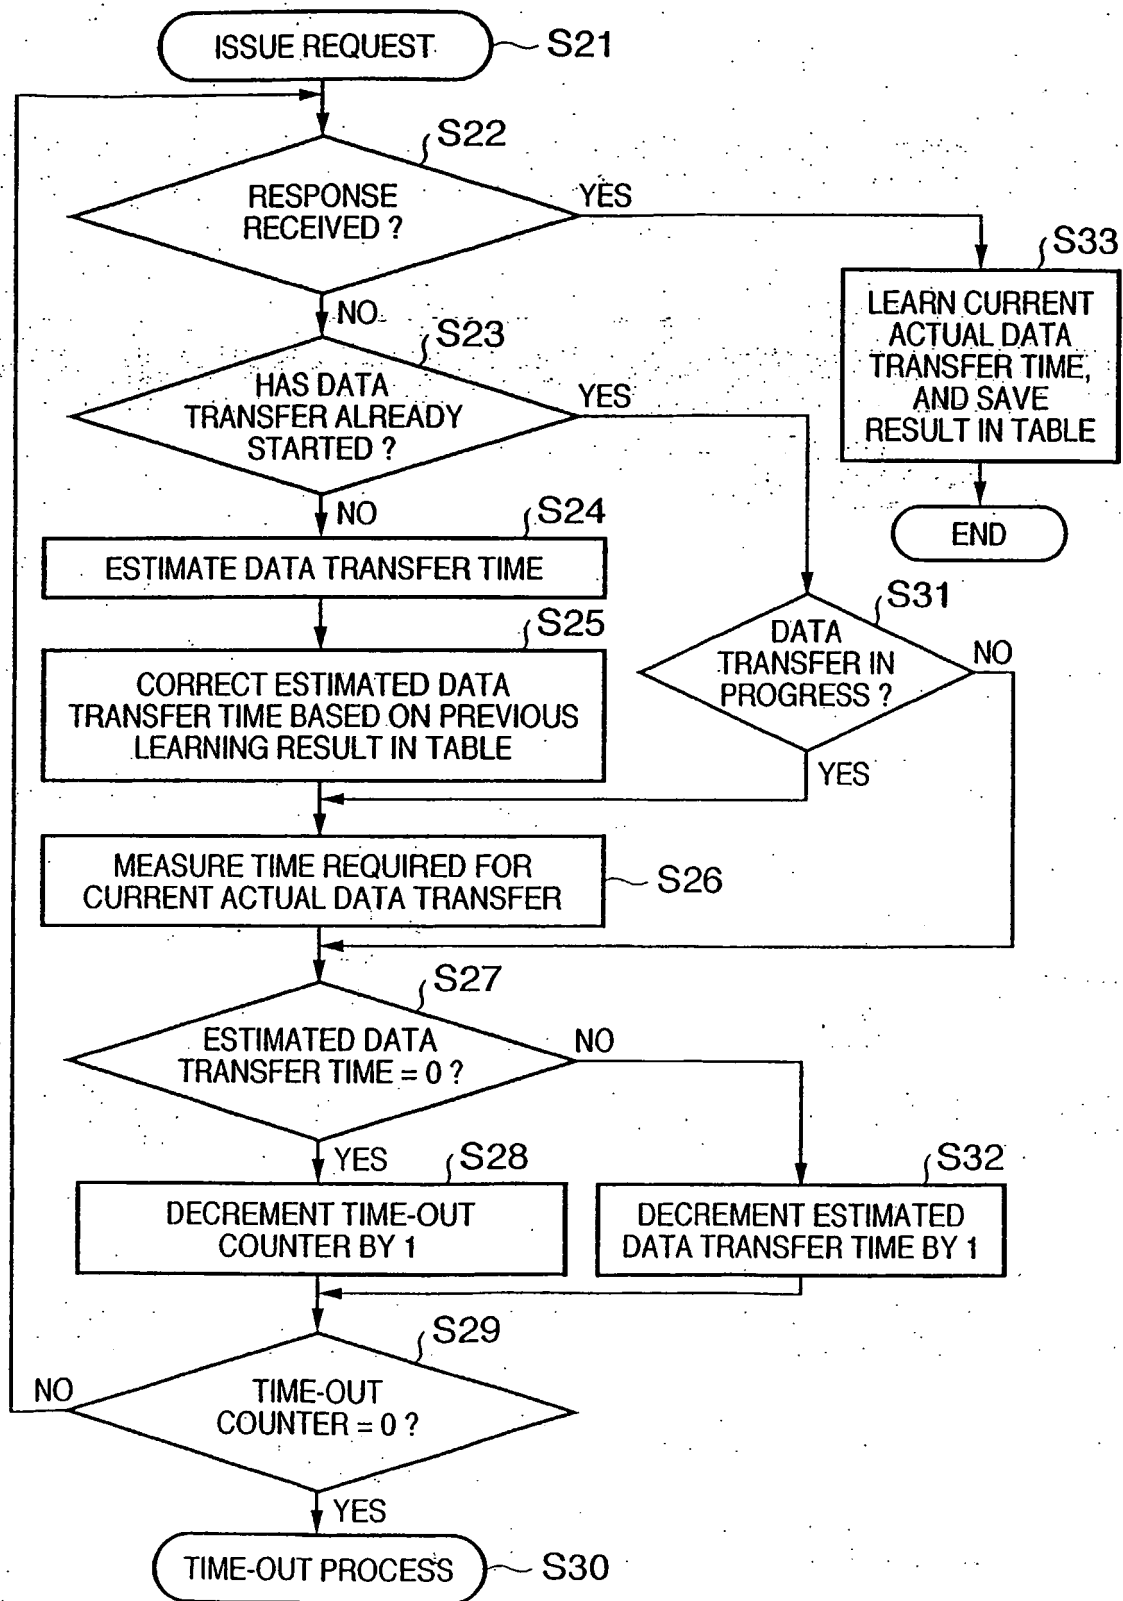 ISSUE REQUEST
S21
S22
RESPONSE
RECEIVED ?
YES
NO
S33
LEARN CURRENT
ACTUAL DATA
TRANSFER TIME,
AND SAVE
RESULT IN TABLE
END
S23
HAS DATA
TRANSFER ALREADY
STARTED ?
YES
NO
S24
ESTIMATE DATA TRANSFER TIME
S25
CORRECT ESTIMATED DATA
TRANSFER TIME BASED ON PREVIOUS
LEARNING RESULT IN TABLE
S31
DATA
TRANSFER IN
PROGRESS ?
NO
YES
MEASURE TIME REQUIRED FOR
CURRENT ACTUAL DATA TRANSFER
S26
S27
ESTIMATED DATA
TRANSFER TIME = 0 ?
NO
YES
S28
DECREMENT TIME-OUT
COUNTER BY 1
S32
DECREMENT ESTIMATED
DATA TRANSFER TIME BY 1
S29
TIME-OUT
COUNTER = 0 ?
NO
YES
TIME-OUT PROCESS
S30